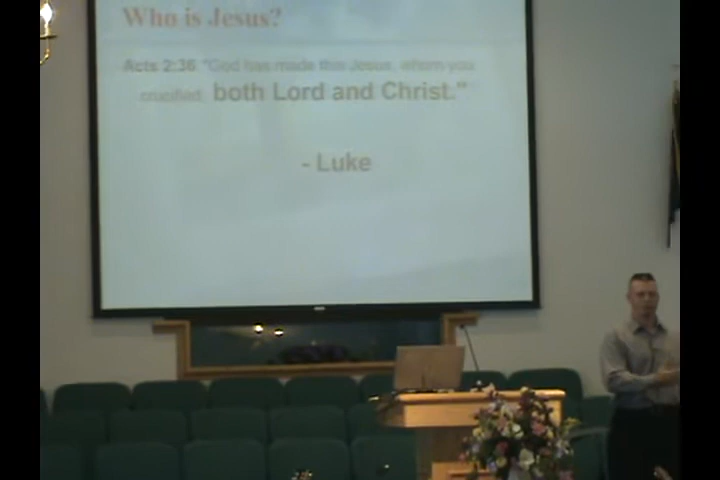 Who is Jesus?
Acts 2:36 "God has made this Jesus, whom you
crucified, both Lord and Christ."
- Luke